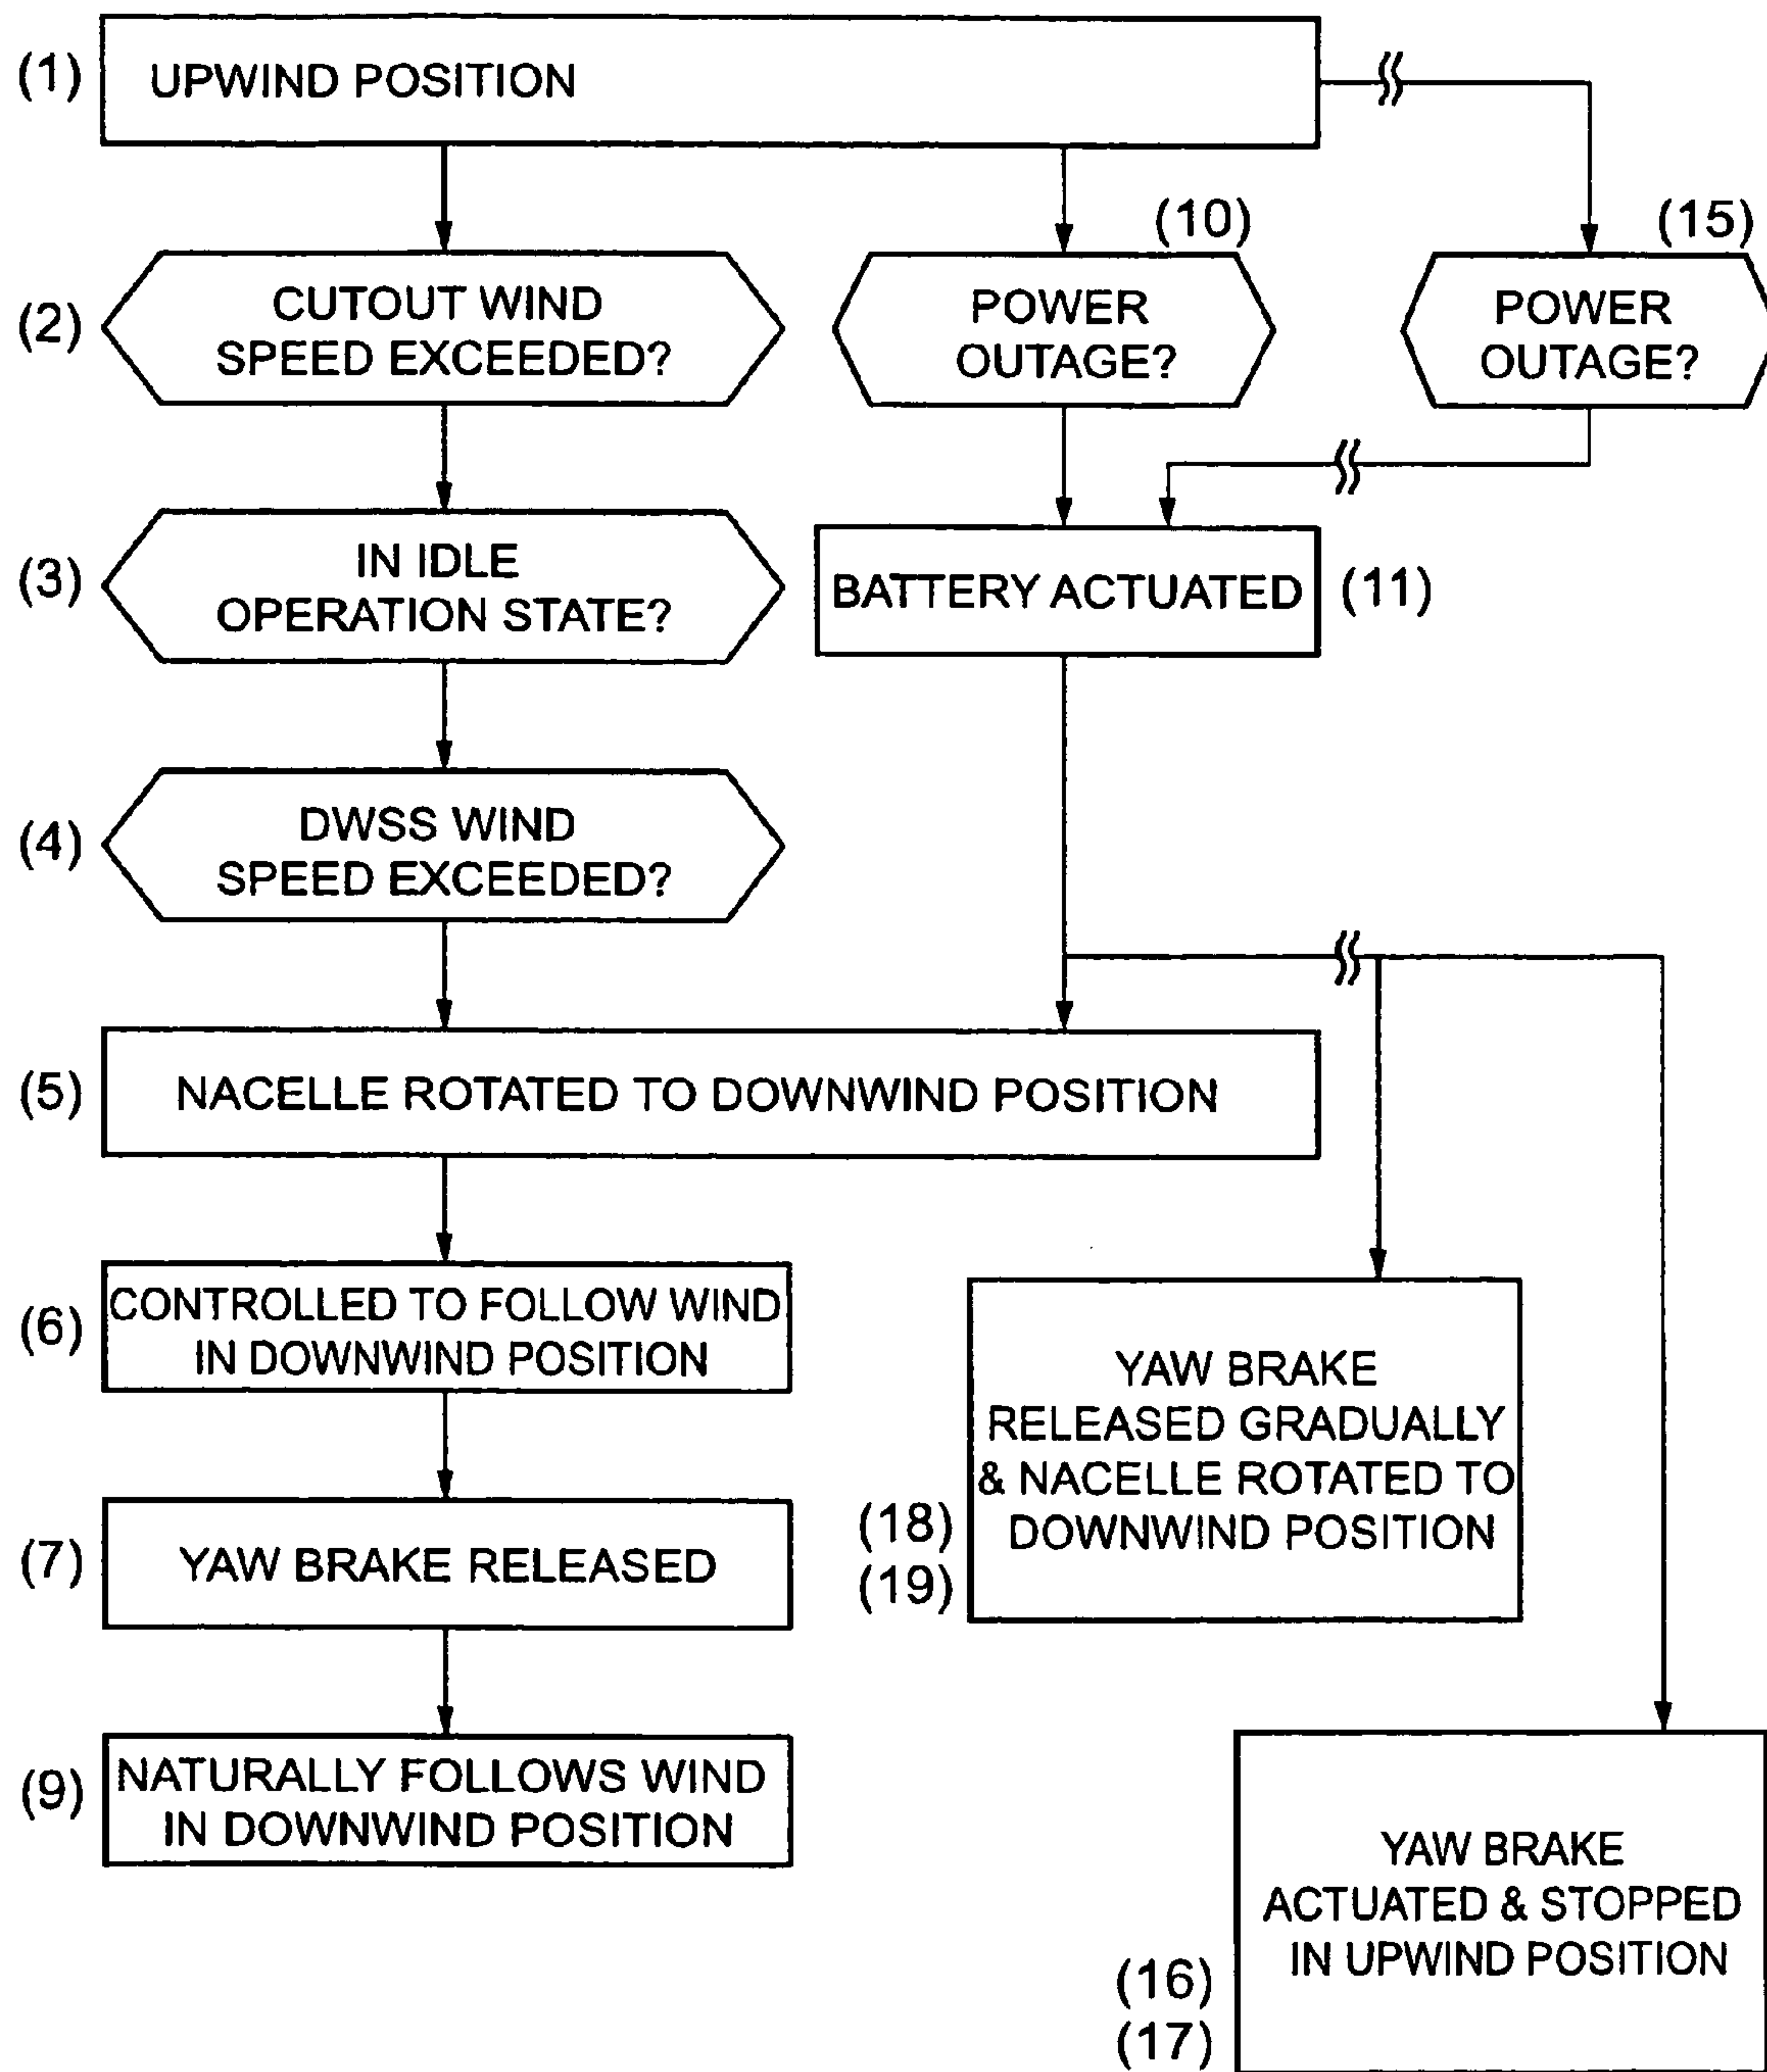 (1)
UPWIND POSITION
(10)
(15)
(2)
CUTOUT WIND
SPEED EXCEEDED?
POWER
OUTAGE?
POWER
OUTAGE?
(3)
IN IDLE
OPERATION STATE?
BATTERY ACTUATED
(11)
(4)
DWSS WIND
SPEED EXCEEDED?
(5)
NACELLE ROTATED TO DOWNWIND POSITION
(6)
CONTROLLED TO FOLLOW WIND
IN DOWNWIND POSITION
YAW BRAKE
RELEASED GRADUALLY
& NACELLE ROTATED TO
DOWNWIND POSITION
(18)
(19)
(7)
YAW BRAKE RELEASED
(9)
NATURALLY FOLLOWS WIND
IN DOWNWIND POSITION
YAW BRAKE
ACTUATED & STOPPED
IN UPWIND POSITION
(16)
(17)